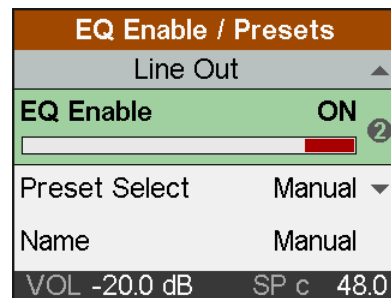 EQ Enable / Presets
Line Out
EQ Enable ON
2
Preset Select Manual
Name Manual
VOL -20.0 dB SP c 48.0